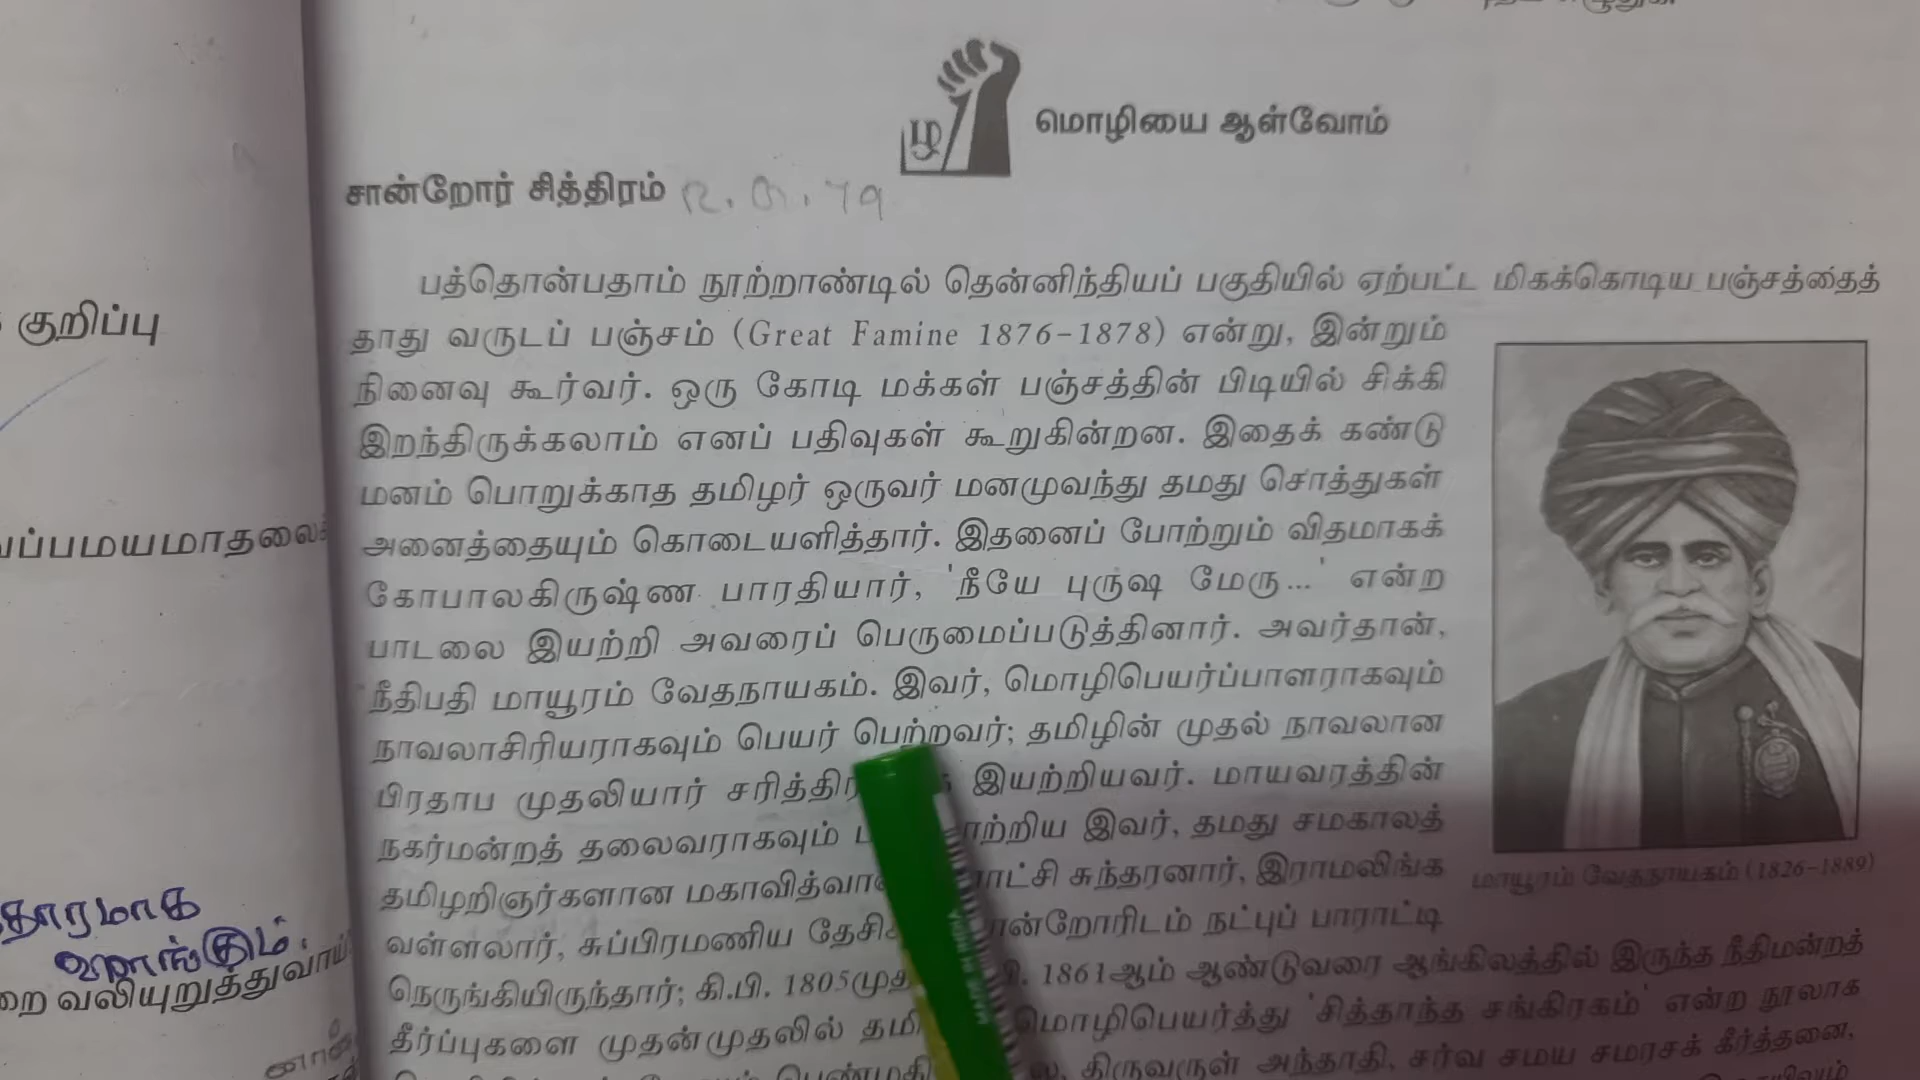 ழ
மொழியை ஆள்வோம்
சான்றோர் சித்திரம்
பத்தொன்பதாம் நூற்றாண்டில் தென்னிந்தியப் பகுதியில் ஏற்பட்ட மிகக்கொடிய பஞ்சத்தைத்
தாது வருடப் பஞ்சம் (Great Famine 1876-1878) என்று, இன்றும்
நினைவு கூர்வர். ஒரு கோடி மக்கள் பஞ்சத்தின் பிடியில் சிக்கி
இறந்திருக்கலாம் எனப் பதிவுகள் கூறுகின்றன. இதைக் கண்டு
மனம் பொறுக்காத தமிழர் ஒருவர் மனமுவந்து தமது சொத்துகள்
அனைத்தையும் கொடையளித்தார். இதனைப் போற்றும் விதமாகக்
கோபாலகிருஷ்ண பாரதியார், 'நீயே புருஷ மேரு...' என்ற
பாடலை இயற்றி அவரைப் பெருமைப்படுத்தினார். அவர்தான்,
நீதிபதி மாயூரம் வேதநாயகம். இவர், மொழிபெயர்ப்பாளராகவும்
நாவலாசிரியராகவும் பெயர் பெற்றவர்; தமிழின் முதல் நாவலான
பிரதாப முதலியார் இயற்றியவர். மாயவரத்தின்
நகர்மன்றத் தலைவராகவும் இவர், தமது சமகாலத்
தமிழறிஞர்களான சுந்தரனார், இராமலிங்க
வள்ளலார், சுப்பிரமணிய நட்புப் பாராட்டி
நெருங்கியிருந்தார்; கி.பி. 1861ஆம் ஆண்டுவரை ஆங்கிலத்தில் இருந்த நீதிமன்றத்
தீர்ப்புகளை முதன்முதலில் மொழிபெயர்த்து 'சித்தாந்த சங்கிரகம்' என்ற நூலாக
திருவருள் அந்தாதி, சர்வ சமய சமரசக் கீர்த்தனை,
மாயூரம் வேதநாயகம் (1826-1889)
குறிப்பு